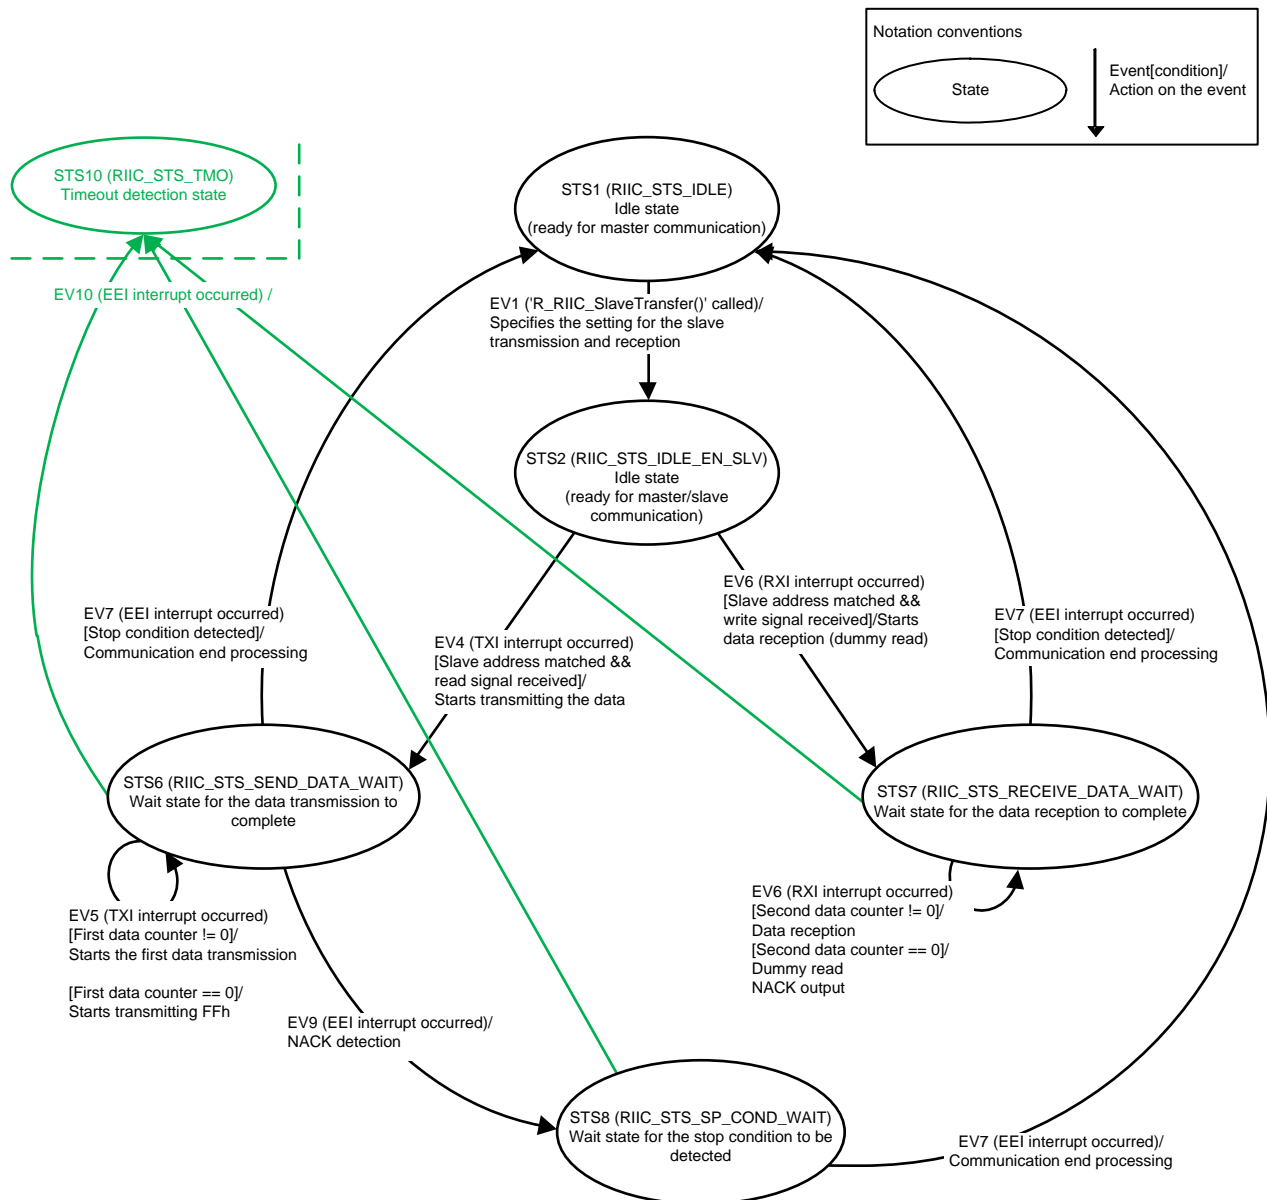 Notation conventions
State
Event[condition]/
Action on the event
STS10 (RIIC_STS_TMO)
Timeout detection state
STS1 (RIIC_STS_IDLE)
Idle state
(ready for master communication)
EV10 (EEI interrupt occurred) /
EV1 ('R_RIIC_SlaveTransfer()' called)/
Specifies the setting for the slave
transmission and reception
STS2 (RIIC_STS_IDLE_EN_SLV)
Idle state
(ready for master/slave
communication)
EV7 (EEI interrupt occurred)
[Stop condition detected]/
Communication end processing
EV4 (TXI interrupt occurred)
[Slave address matched &&
read signal received]/
Starts transmitting the data
EV6 (RXI interrupt occurred)
[Slave address matched &&
write signal received]/Starts
data reception (dummy read)
EV7 (EEI interrupt occurred)
[Stop condition detected]/
Communication end processing
STS6 (RIIC_STS_SEND_DATA_WAIT)
Wait state for the data transmission to
complete
STS7 (RIIC_STS_RECEIVE_DATA_WAIT)
Wait state for the data reception to complete
EV5 (TXI interrupt occurred)
[First data counter != 0]/
Starts the first data transmission
[First data counter == 0]/
Starts transmitting FFh
EV6 (RXI interrupt occurred)
[Second data counter != 0]/
Data reception
[Second data counter == 0]/
Dummy read
NACK output
EV9 (EEI interrupt occurred)/
NACK detection
STS8 (RIIC_STS_SP_COND_WAIT)
Wait state for the stop condition to be
detected
EV7 (EEI interrupt occurred)/
Communication end processing